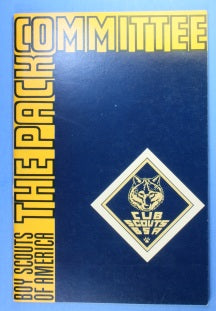 THE PACK COMMITTEE
BOY SCOUTS
OF AMERICA
CUB
SCOUTS
BSA